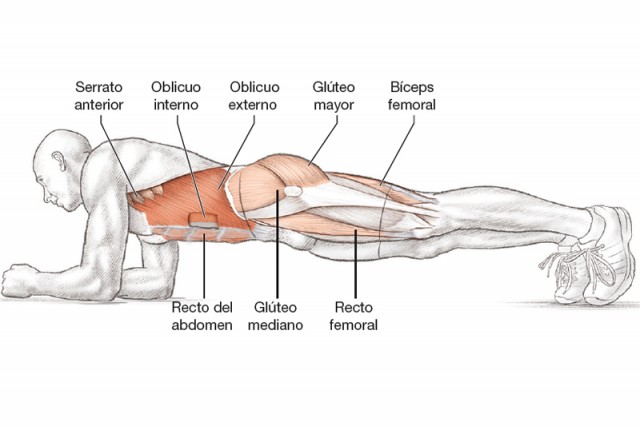 Serrato
anterior
Oblicuo
interno
Oblicuo
externo
Glúteo
mayor
Bíceps
femoral
Recto del
abdomen
Glúteo
mediano
Recto
femoral